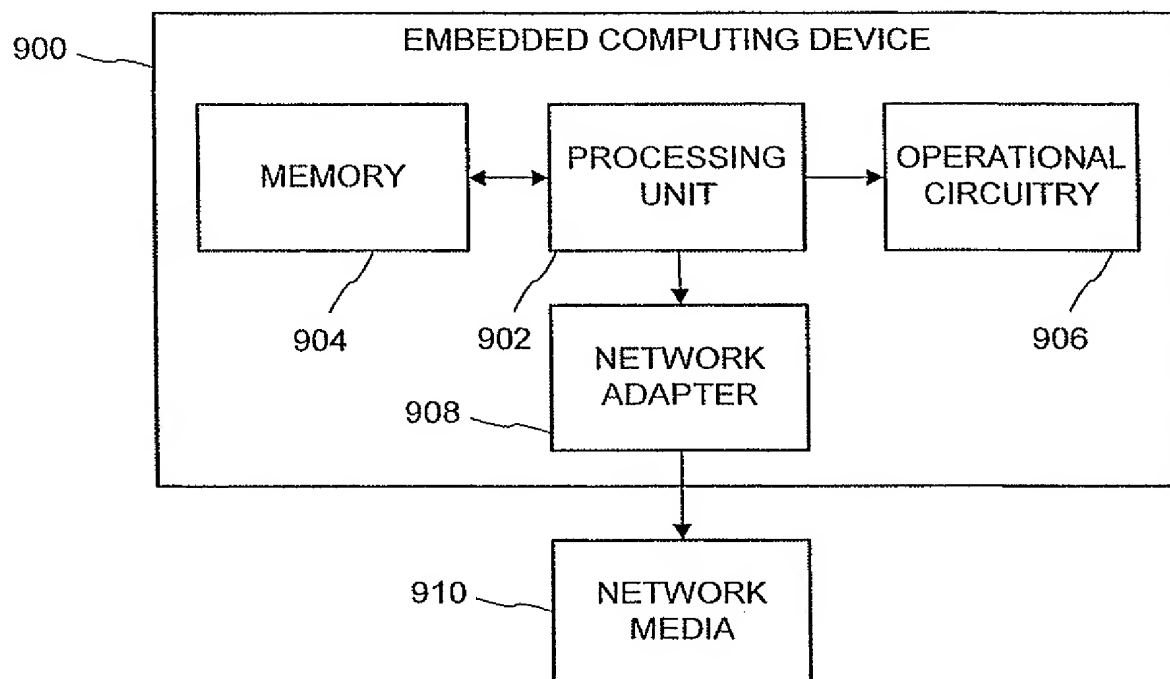 900
EMBEDDED COMPUTING DEVICE
MEMORY
PROCESSING
UNIT
OPERATIONAL
CIRCUITRY
904
902
906
NETWORK
ADAPTER
908
NETWORK
MEDIA
910